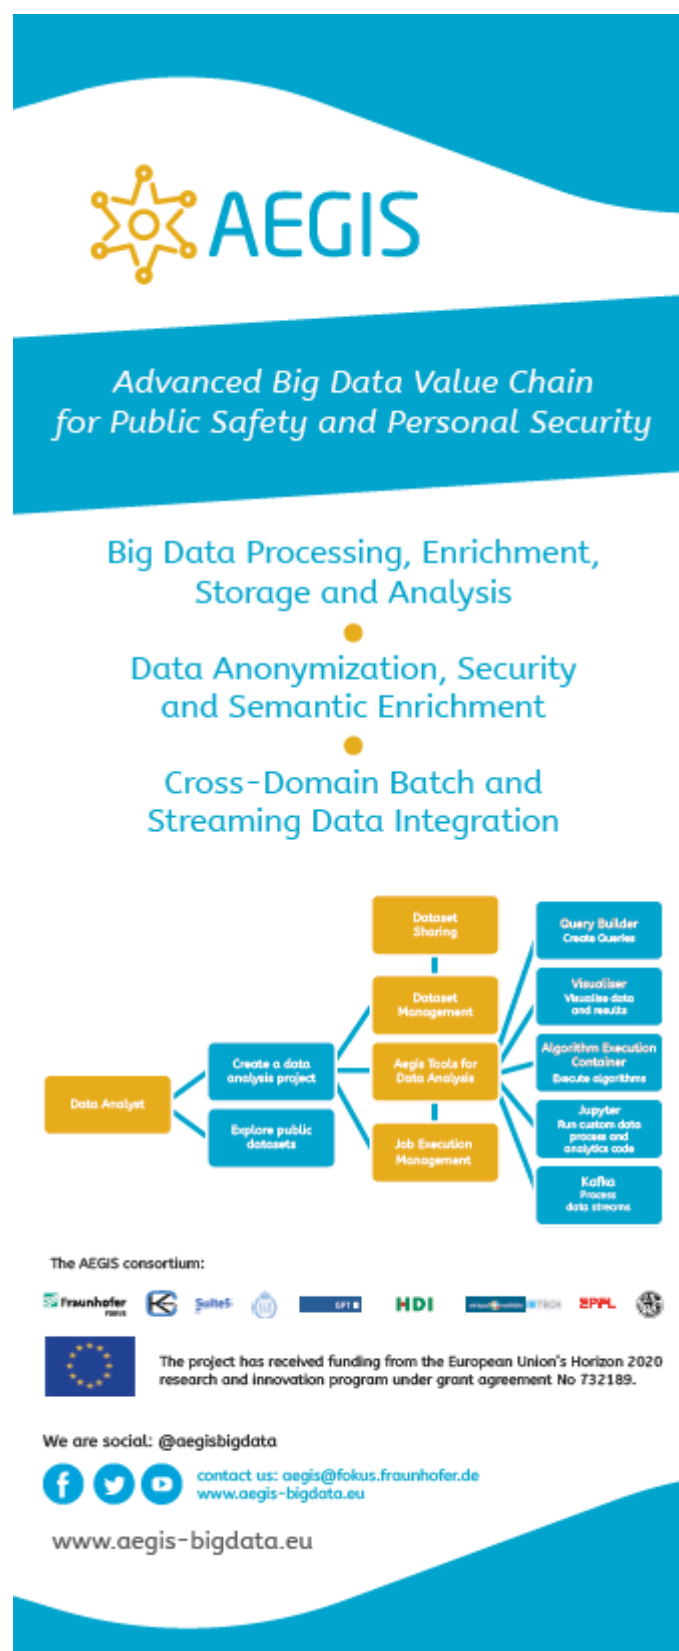 AEGIS
Advanced Big Data Value Chain
for Public Safety and Personal Security
Big Data Processing, Enrichment,
Storage and Analysis
Data Anonymization, Security
and Semantic Enrichment
Cross-Domain Batch and
Streaming Data Integration
Data Analyst
Create a data
analysis project
Explore public
datasets
Dataset
Sharing
Dataset
Management
Aegis Tools for
Data Analysis
Job Execution
Management
Query Builder
Create Queries
Visualiser
Visualise data
and results
Algorithm Execution
Container
Execute algorithms
Jupyter
Run custom data
process and
analytics code
Kafka
Process
data streams
The AEGIS consortium:
Fraunhofer
FOKUS
Suite5
GFT
HDI
EPFL
The project has received funding from the European Union's Horizon 2020
research and innovation program under grant agreement No 732189.
We are social: @aegisbigdata
contact us: aegis@fokus.fraunhofer.de
www.aegis-bigdata.eu
www.aegis-bigdata.eu